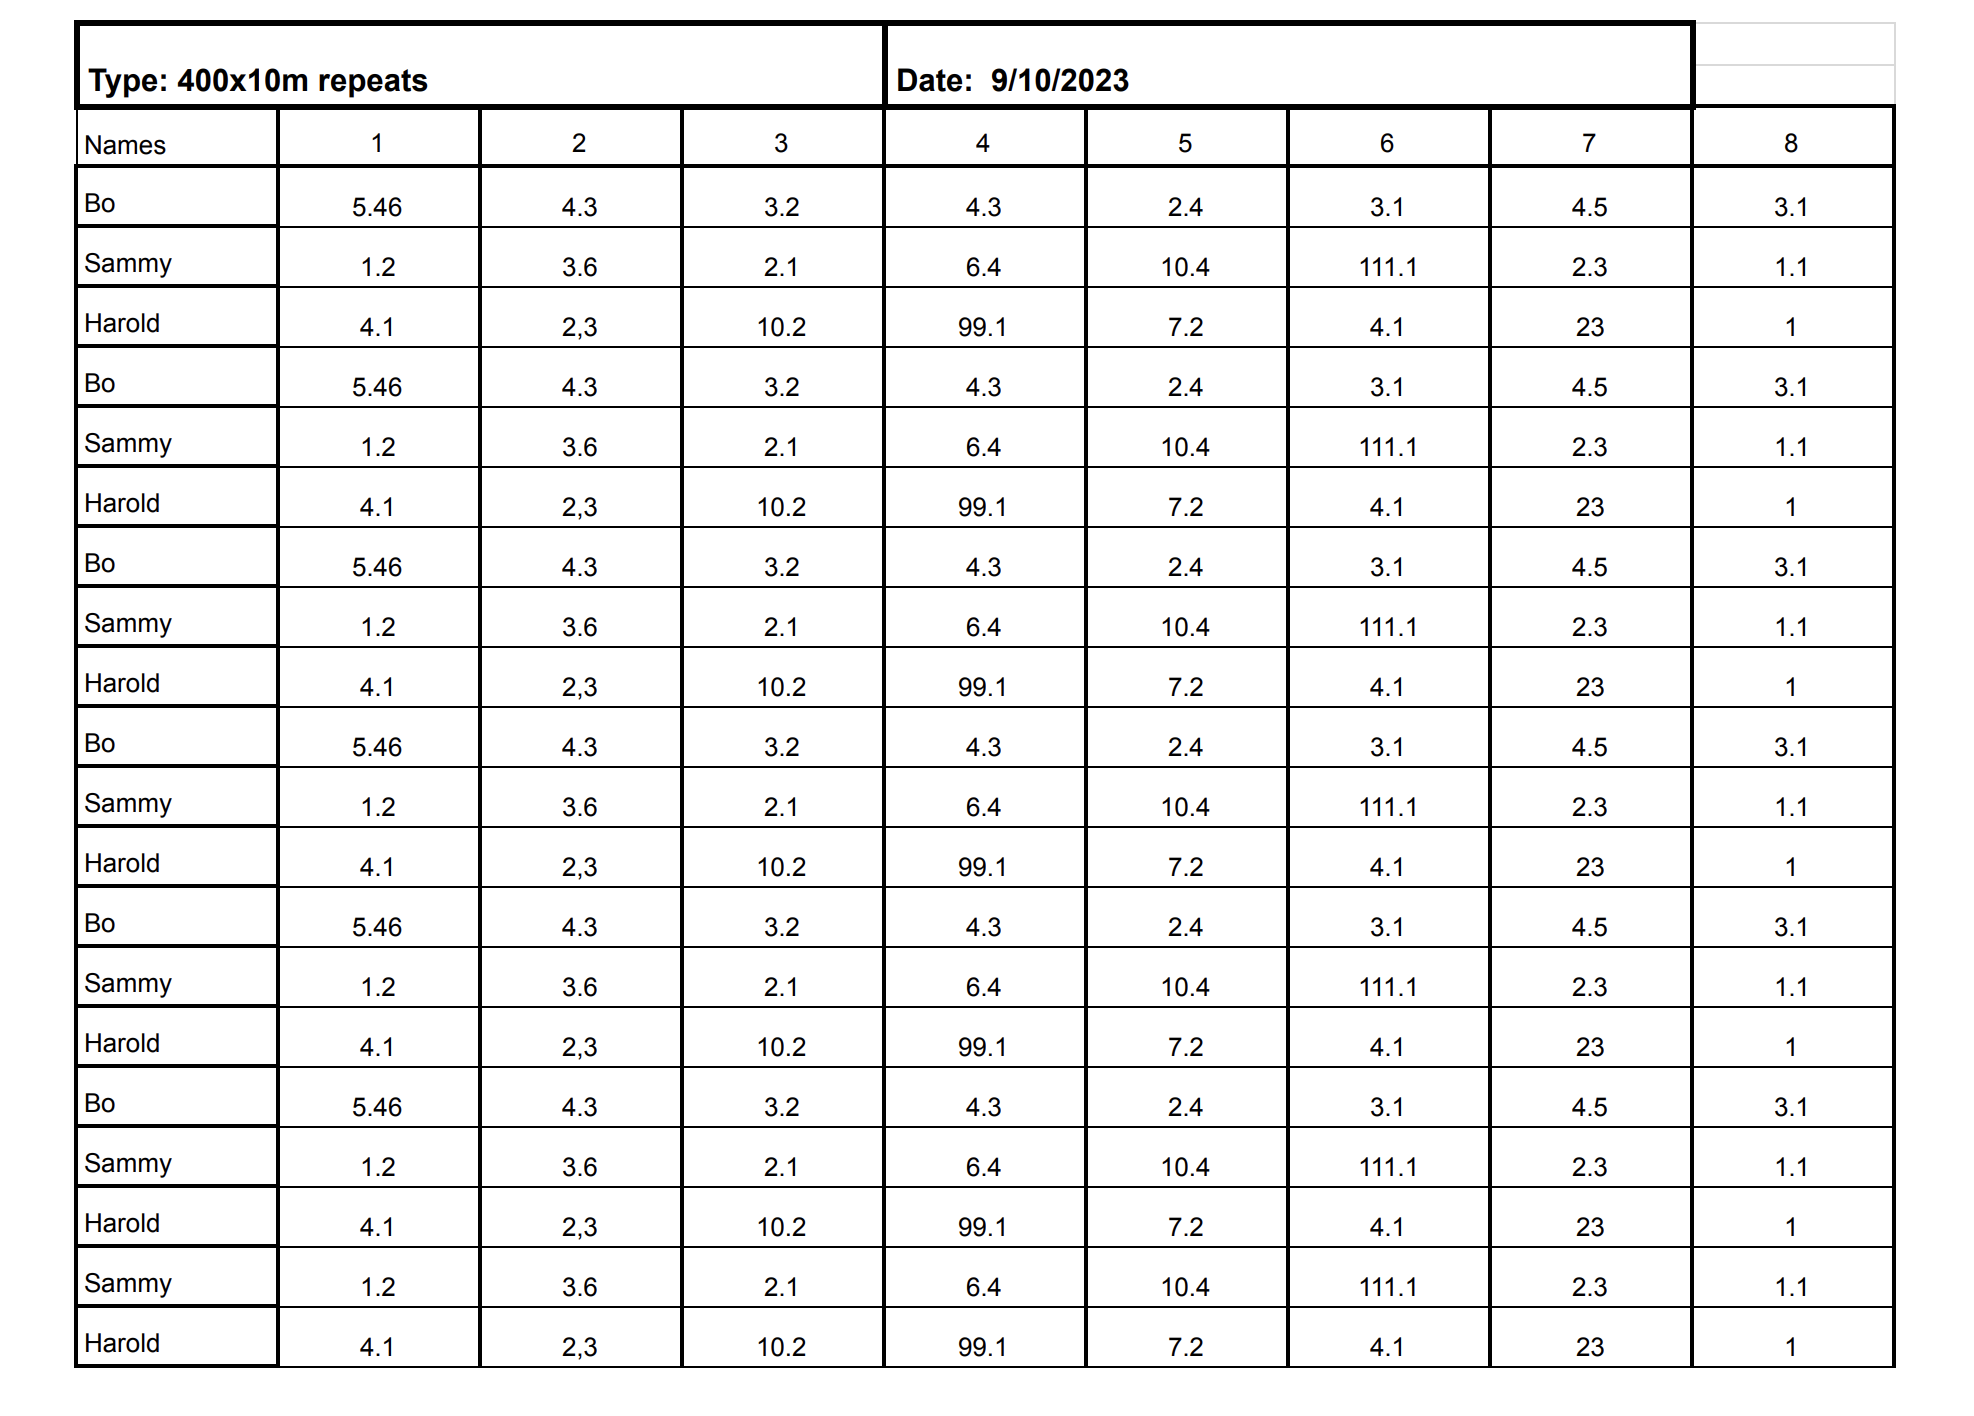 Type: 400x10m repeats Date: 9/10/2023
Names 1 2 3 4 5 6 7 8
Bo 5.46 4.3 3.2 4.3 2.4 3.1 4.5 3.1
Sammy 1.2 3.6 2.1 6.4 10.4 111.1 2.3 1.1
Harold 4.1 2,3 10.2 99.1 7.2 4.1 23 1
Bo 5.46 4.3 3.2 4.3 2.4 3.1 4.5 3.1
Sammy 1.2 3.6 2.1 6.4 10.4 111.1 2.3 1.1
Harold 4.1 2,3 10.2 99.1 7.2 4.1 23 1
Bo 5.46 4.3 3.2 4.3 2.4 3.1 4.5 3.1
Sammy 1.2 3.6 2.1 6.4 10.4 111.1 2.3 1.1
Harold 4.1 2,3 10.2 99.1 7.2 4.1 23 1
Bo 5.46 4.3 3.2 4.3 2.4 3.1 4.5 3.1
Sammy 1.2 3.6 2.1 6.4 10.4 111.1 2.3 1.1
Harold 4.1 2,3 10.2 99.1 7.2 4.1 23 1
Bo 5.46 4.3 3.2 4.3 2.4 3.1 4.5 3.1
Sammy 1.2 3.6 2.1 6.4 10.4 111.1 2.3 1.1
Harold 4.1 2,3 10.2 99.1 7.2 4.1 23 1
Bo 5.46 4.3 3.2 4.3 2.4 3.1 4.5 3.1
Sammy 1.2 3.6 2.1 6.4 10.4 111.1 2.3 1.1
Harold 4.1 2,3 10.2 99.1 7.2 4.1 23 1
Sammy 1.2 3.6 2.1 6.4 10.4 111.1 2.3 1.1
Harold 4.1 2,3 10.2 99.1 7.2 4.1 23 1